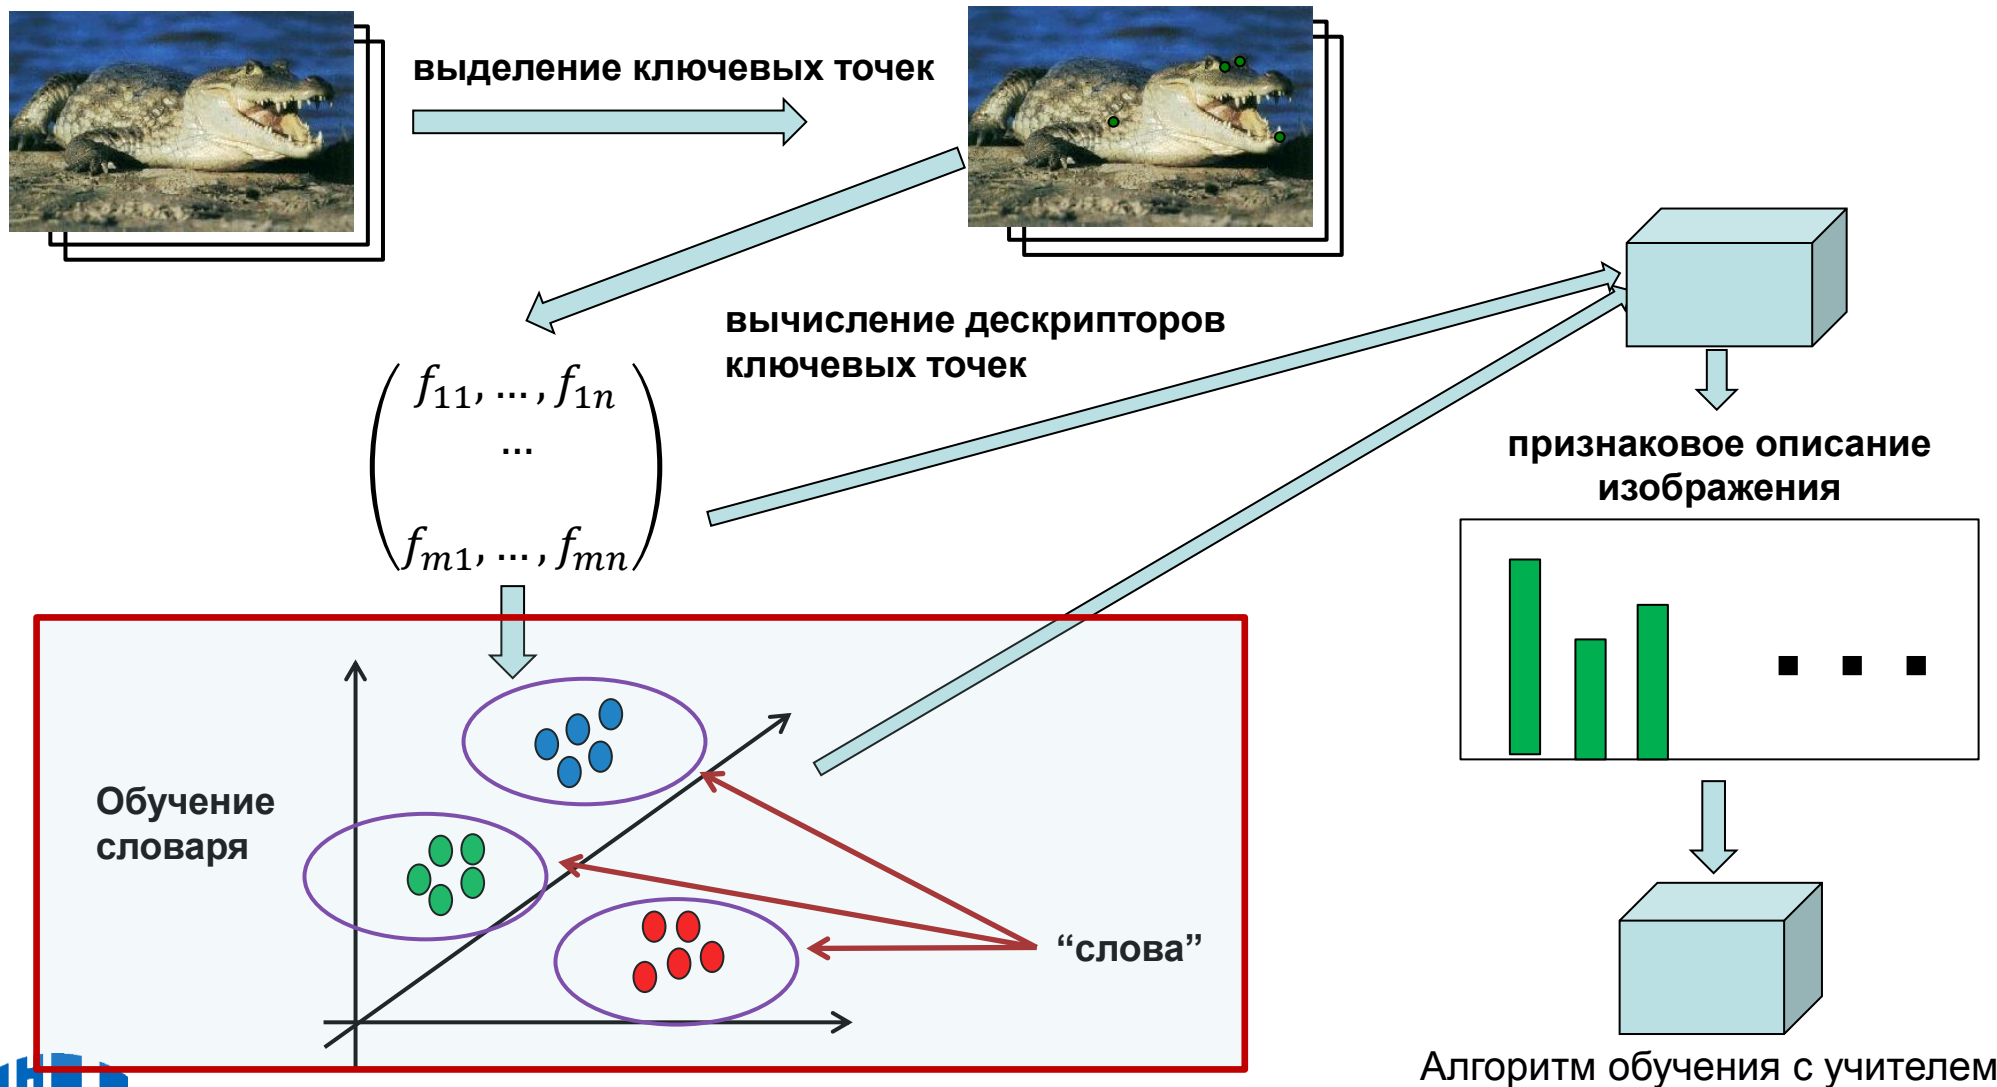 выделение ключевых точек
вычисление дескрипторов
ключевых точек
f₁₁, ... , f₁ₙ
...
fₘ₁, ... , fₘₙ
признаковое описание
изображения
Обучение
словаря
“слова”
Алгоритм обучения с учителем